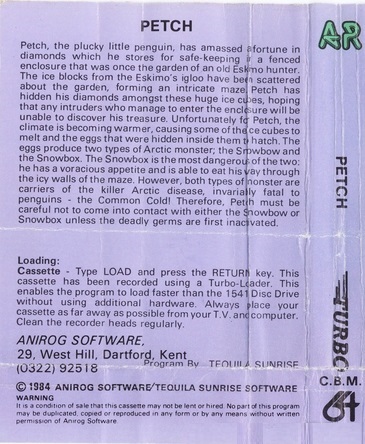 PETCH
Petch, the plucky little penguin, has amassed a fortune in
diamonds which he stores for safe-keeping in a fenced
enclosure that was once the garden of an old Eskimo hunter.
The ice blocks from the Eskimo's igloo have been scattered
about the garden, forming an intricate maze. Petch has
hidden his diamonds amongst these huge ice cubes, hoping
that any intruders who manage to enter the enclosure will be
unable to discover his treasure. Unfortunately for Petch, the
climate is becoming warmer, causing some of the ice cubes to
melt and the eggs that were hidden inside them to hatch. The
eggs produce two types of Arctic monster; the Snowbow and
the Snowbox. The Snowbox is the most dangerous of the two:
he has a voracious appetite and is able to eat his way through
the icy walls of the maze. However, both types of monster are
carriers of the killer Arctic disease, invariably fatal to
penguins - the Common Cold! Therefore, Petch must be
careful not to come into contact with either the Snowbow or
Snowbox unless the deadly germs are first inactivated.
Loading:
Cassette - Type LOAD and press the RETURN key. This
cassette has been recorded using a Turbo-Loader. This
enables the program to load faster than the 1541 Disc Drive
without using additional hardware. Always place your
cassette as far away as possible from your T.V. and computer.
Clean the recorder heads regularly.
ANIROG SOFTWARE,
29, West Hill, Dartford, Kent
(0322) 92518
Program By TEQUILA SUNRISE
© 1984 ANIROG SOFTWARE/TEQUILA SUNRISE SOFTWARE
WARNING
It is a condition of sale that this cassette may not be lent or hired. No part of this program
may be duplicated, copied or reproduced in any form or by any means without written
permission of Anirog Software.
AR
PETCH
TURBO
C.B.M.
64